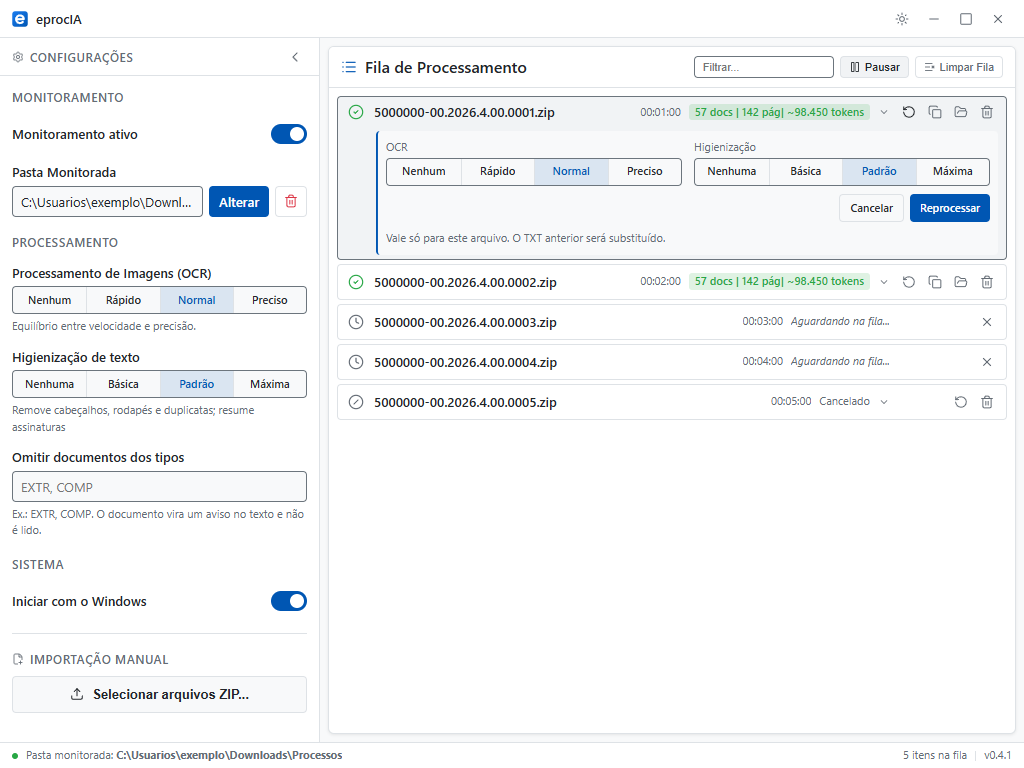 eprocIA
CONFIGURAÇÕES
MONITORAMENTO
Monitoramento ativo
Pasta Monitorada
C:\Usuarios\exemplo\Downl...
Alterar
PROCESSAMENTO
Processamento de Imagens (OCR)
Nenhum Rápido Normal Preciso
Equilíbrio entre velocidade e precisão.
Higienização de texto
Nenhuma Básica Padrão Máxima
Remove cabeçalhos, rodapés e duplicatas; resume
assinaturas
Omitir documentos dos tipos
EXTR, COMP
Ex.: EXTR, COMP. O documento vira um aviso no texto e não
é lido.
SISTEMA
Iniciar com o Windows
IMPORTAÇÃO MANUAL
Selecionar arquivos ZIP...
Fila de Processamento
Filtrar...
Pausar
Limpar Fila
5000000-00.2026.4.00.0001.zip 00:01:00 57 docs | 142 pág| ~98.450 tokens
OCR
Nenhum Rápido Normal Preciso
Higienização
Nenhuma Básica Padrão Máxima
Cancelar Reprocessar
Vale só para este arquivo. O TXT anterior será substituído.
5000000-00.2026.4.00.0002.zip 00:02:00 57 docs | 142 pág| ~98.450 tokens
5000000-00.2026.4.00.0003.zip 00:03:00 Aguardando na fila...
5000000-00.2026.4.00.0004.zip 00:04:00 Aguardando na fila...
5000000-00.2026.4.00.0005.zip 00:05:00 Cancelado
Pasta monitorada: C:\Usuarios\exemplo\Downloads\Processos
5 itens na fila v0.4.1